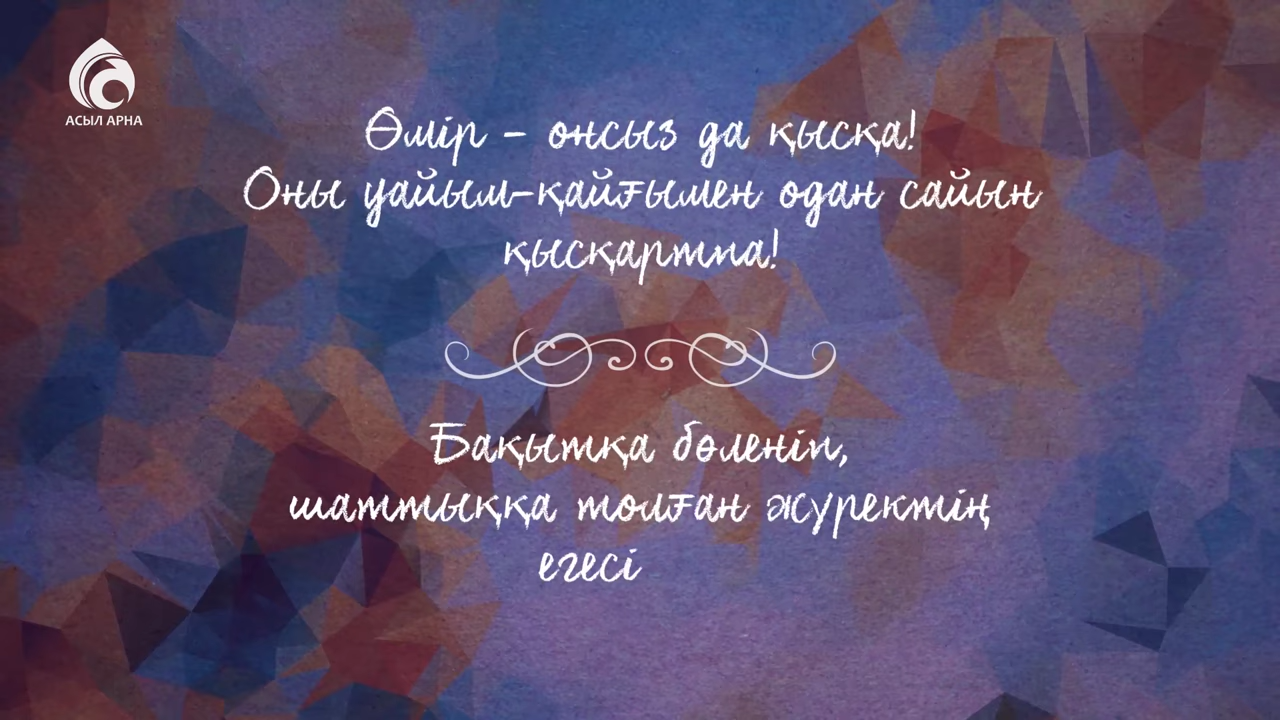 АСЫЛ АРНА
Өмір - онсыз да қысқа!
Оны уайым-қайғымен одан сайын
қысқартпа!
Бақытқа бөленіп,
шаттыққа толған жүректің
егесі